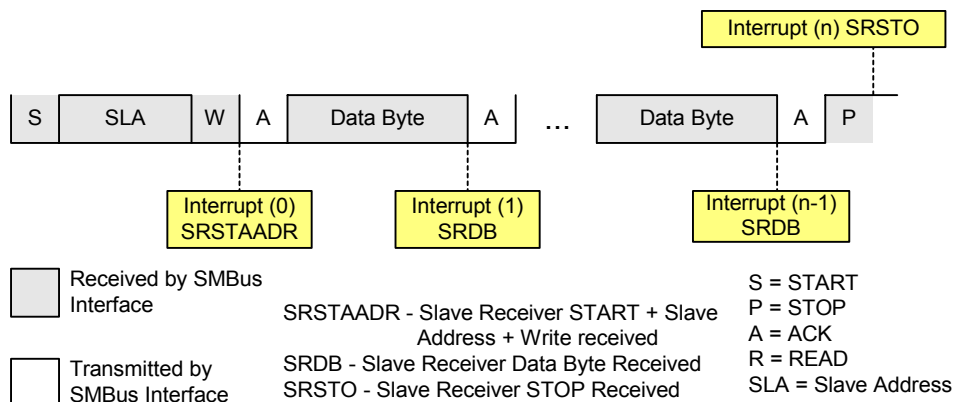 Interrupt (n) SRSTO
S SLA W A Data Byte A ... Data Byte A P
Interrupt (0)
SRSTAADR
Interrupt (1)
SRDB
Interrupt (n-1)
SRDB
Received by SMBus
Interface
Transmitted by
SMBus Interface
SRSTAADR - Slave Receiver START + Slave
Address + Write received
SRDB - Slave Receiver Data Byte Received
SRSTO - Slave Receiver STOP Received
S = START
P = STOP
A = ACK
R = READ
SLA = Slave Address